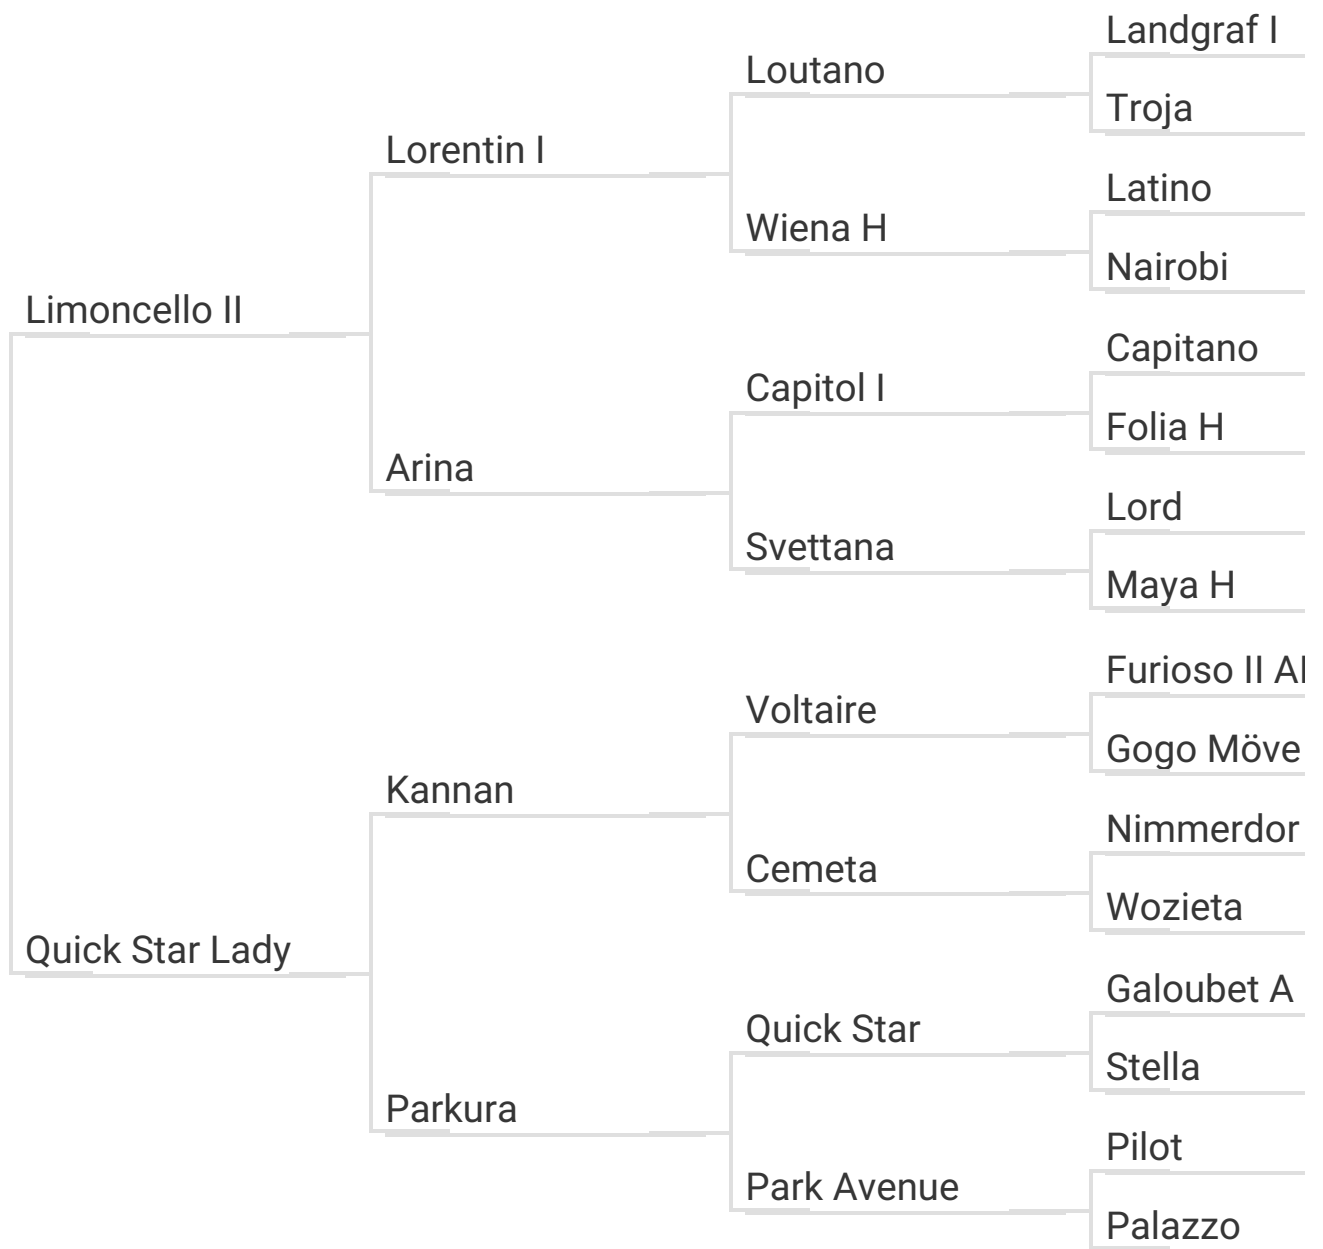 Landgraf I
Loutano
Troja
Lorentin I
Latino
Wiena H
Nairobi
Limoncello II
Capitano
Capitol I
Folia H
Arina
Lord
Svettana
Maya H
Furioso II
Voltaire
Gogo Möve
Kannan
Nimmerdor
Cemeta
Wozieta
Quick Star Lady
Galoubet A
Quick Star
Stella
Parkura
Pilot
Park Avenue
Palazzo